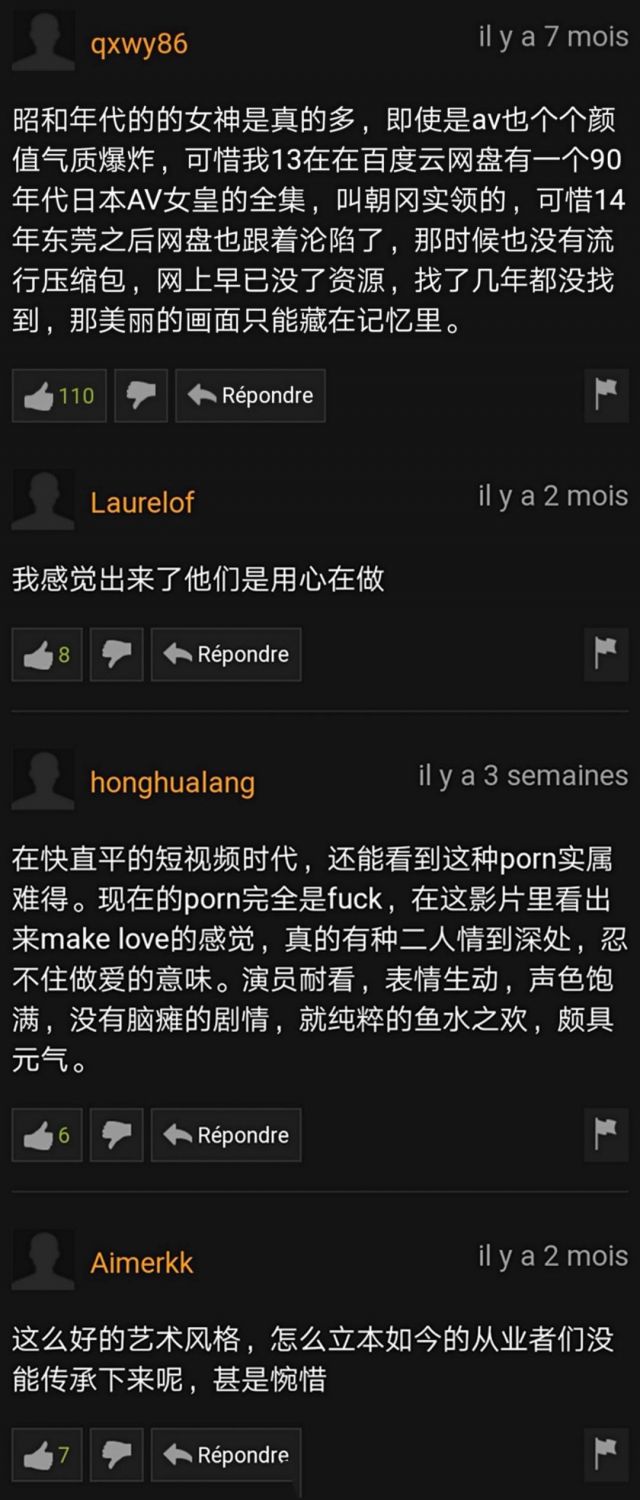 qxwy86 il y a 7 mois
昭和年代的的女神是真的多，即使是av也个个颜
值气质爆炸，可惜我13在在百度云网盘有一个90
年代日本AV女皇的全集，叫朝冈实领的，可惜14
年东莞之后网盘也跟着沦陷了，那时候也没有流
行压缩包，网上早已没了资源，找了几年都没找
到，那美丽的画面只能藏在记忆里。
110 Répondre
Laurelof il y a 2 mois
我感觉出来了他们是用心在做
8 Répondre
honghualang il y a 3 semaines
在快直平的短视频时代，还能看到这种porn实属
难得。现在的porn完全是fuck，在这影片里看出
来make love的感觉，真的有种二人情到深处，忍
不住做爱的意味。演员耐看，表情生动，声色饱
满，没有脑瘫的剧情，就纯粹的鱼水之欢，颇具
元气。
6 Répondre
Aimerkk il y a 2 mois
这么好的艺术风格，怎么立本如今的从业者们没
能传承下来呢，甚是惋惜
7 Répondre